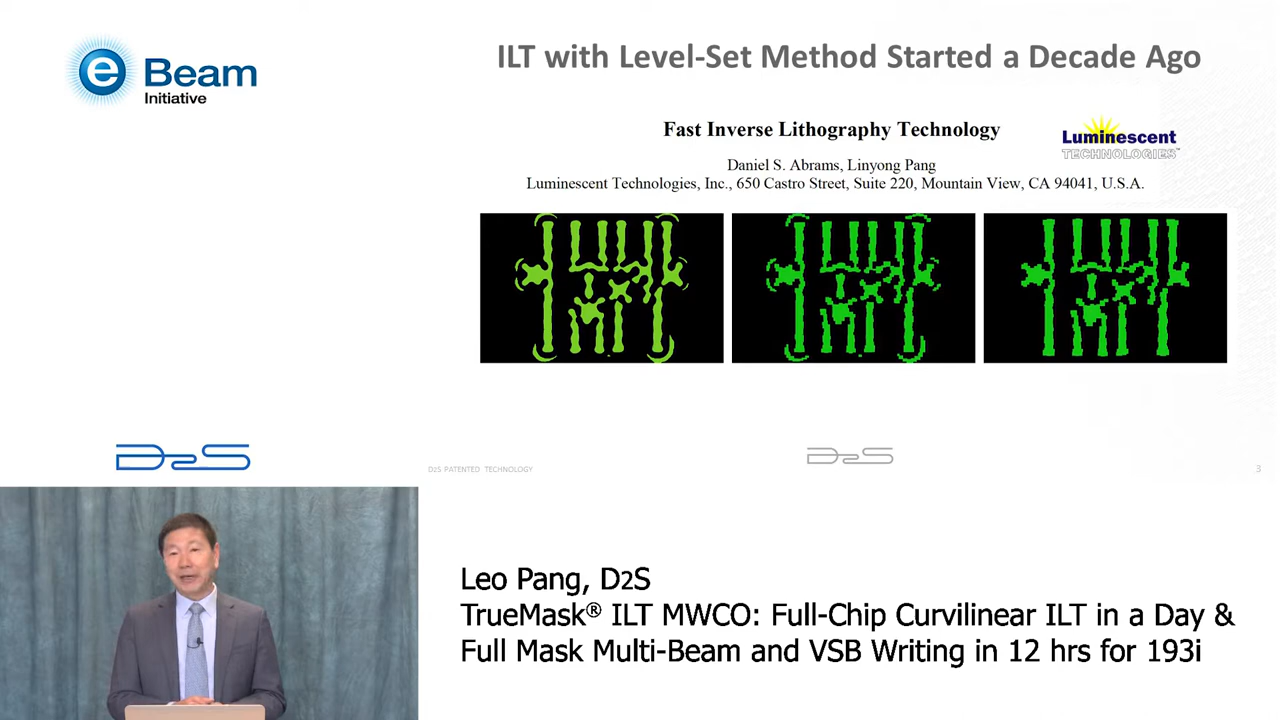 e Beam
Initiative
ILT with Level-Set Method Started a Decade Ago
Fast Inverse Lithography Technology
Luminescent
TECHNOLOGIES™
Daniel S. Abrams, Linyong Pang
Luminescent Technologies, Inc., 650 Castro Street, Suite 220, Mountain View, CA 94041, U.S.A.
D2S
D2S PATENTED TECHNOLOGY
D2S
3
Leo Pang, D2S
TrueMask® ILT MWCO: Full-Chip Curvilinear ILT in a Day &
Full Mask Multi-Beam and VSB Writing in 12 hrs for 193i